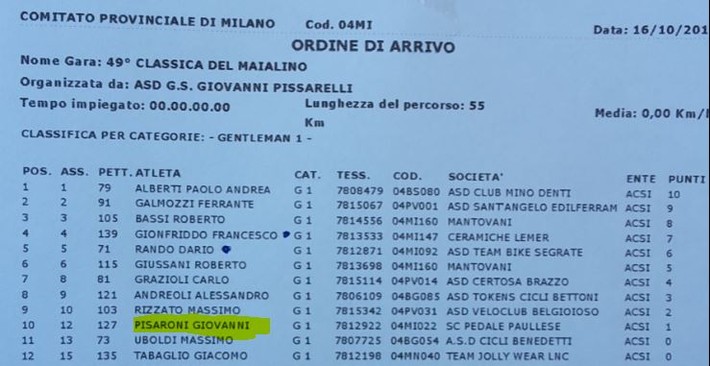 COMITATO PROVINCIALE DI MILANO Cod. 04MI Data: 16/10/201
ORDINE DI ARRIVO
Nome Gara: 49° CLASSICA DEL MAIALINO
Organizzata da: ASD G.S. GIOVANNI PISSARELLI
Tempo impiegato: 00.00.00.00 Lunghezza del percorso: 55 Km Media: 0,00 Km/
CLASSIFICA PER CATEGORIE: - GENTLEMAN 1 -
POS. ASS. PETT. ATLETA CAT. TESS. COD. SOCIETA' ENTE PUNTI
1 1 79 ALBERTI PAOLO ANDREA G 1 7808479 04BS080 ASD CLUB MINO DENTI ACSI 10
2 2 91 GALMOZZI FERRANTE G 1 7815067 04PV001 ASD SANT'ANGELO EDILFERRAM ACSI 9
3 3 105 BASSI ROBERTO G 1 7814556 04MI160 MANTOVANI ACSI 8
4 4 139 GIONFRIDDO FRANCESCO G 1 7813533 04MI147 CERAMICHE LEMER ACSI 7
5 5 71 RANDO DARIO G 1 7812871 04MI092 ASD TEAM BIKE SEGRATE ACSI 6
6 6 115 GIUSSANI ROBERTO G 1 7813698 04MI160 MANTOVANI ACSI 5
7 8 81 GRAZIOLI CARLO G 1 7815114 04PV014 ASD CERTOSA BRAZZO ACSI 4
8 9 121 ANDREOLI ALESSANDRO G 1 7806109 04BG085 ASD TOKENS CICLI BETTONI ACSI 3
9 10 103 RIZZATO MASSIMO G 1 7815342 04PV031 ASD VELOCLUB BELGIOIOSO ACSI 2
10 12 127 PISARONI GIOVANNI G 1 7812922 04MI022 SC PEDALE PAULLESE ACSI 1
11 13 73 UBOLDI MASSIMO G 1 7807725 04BG054 A.S.D CICLI BENEDETTI ACSI 0
12 15 135 TABAGLIO GIACOMO G 1 7812198 04MN040 TEAM JOLLY WEAR LNC ACSI 0